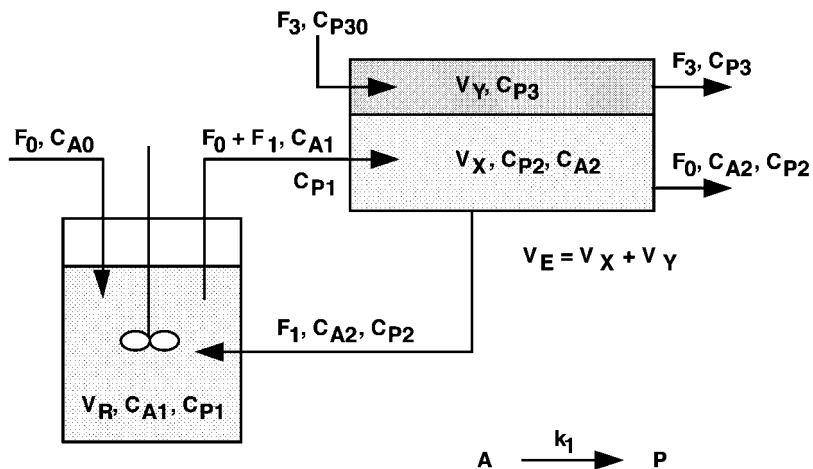 F3, CP30
VY, CP3
F3, CP3
F0, CA0
F0 + F1, CA1
CP1
VX, CP2, CA2
F0, CA2, CP2
VE = VX + VY
F1, CA2, CP2
VR, CA1, CP1
k1
A P